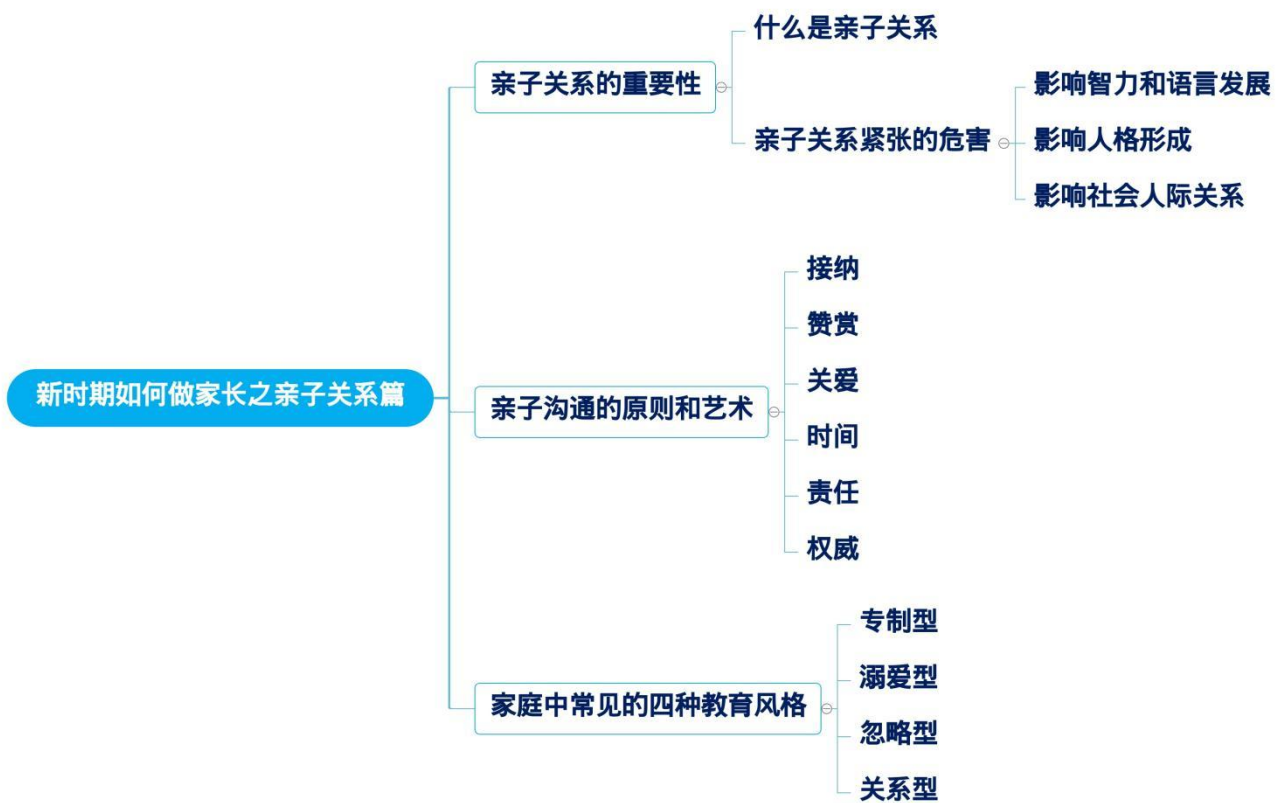 什么是亲子关系
亲子关系的重要性
影响智力和语言发展
亲子关系紧张的危害
影响人格形成
影响社会人际关系
接纳
赞赏
关爱
新时期如何做家长之亲子关系篇
亲子沟通的原则和艺术
时间
责任
权威
专制型
溺爱型
家庭中常见的四种教育风格
忽略型
关系型